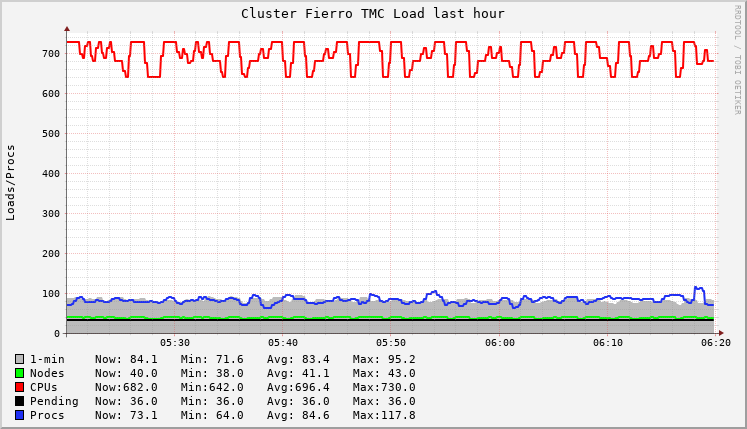 Cluster Fierro TMC Load last hour
RRDTOOL / TOBI OETIKER
Loads/Procs
700
600
500
400
300
200
100
0
05:30 05:40 05:50 06:00 06:10 06:20
1-min Now: 84.1 Min: 71.6 Avg: 83.4 Max: 95.2
Nodes Now: 40.0 Min: 38.0 Avg: 41.1 Max: 43.0
CPUs Now:682.0 Min:642.0 Avg:696.4 Max:730.0
Pending Now: 36.0 Min: 36.0 Avg: 36.0 Max: 36.0
Procs Now: 73.1 Min: 64.0 Avg: 84.6 Max:117.8